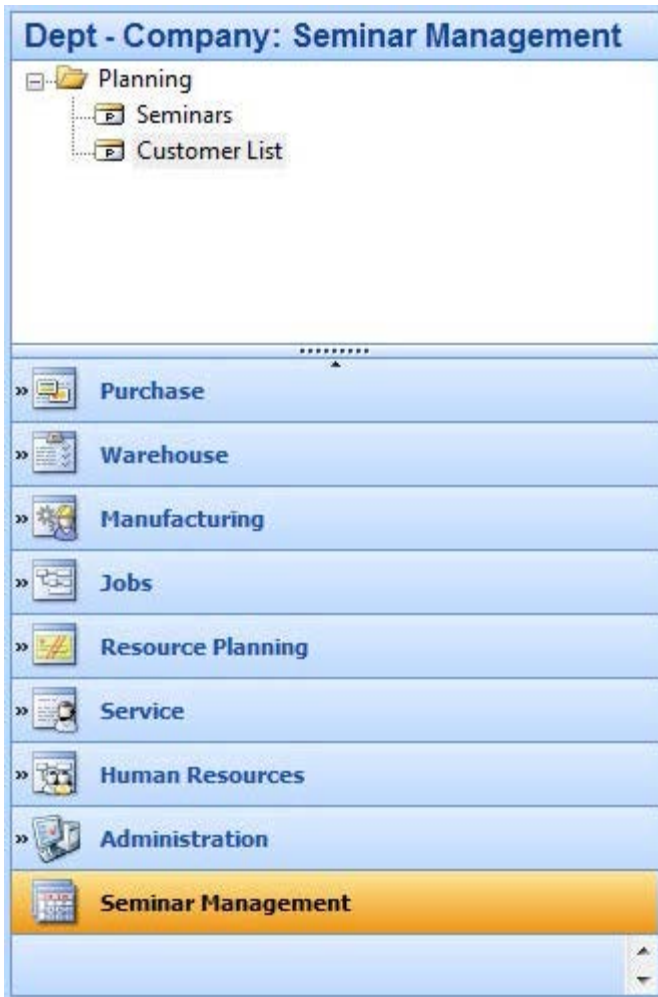 Dept - Company: Seminar Management
Planning
Seminars
Customer List
Purchase
Warehouse
Manufacturing
Jobs
Resource Planning
Service
Human Resources
Administration
Seminar Management